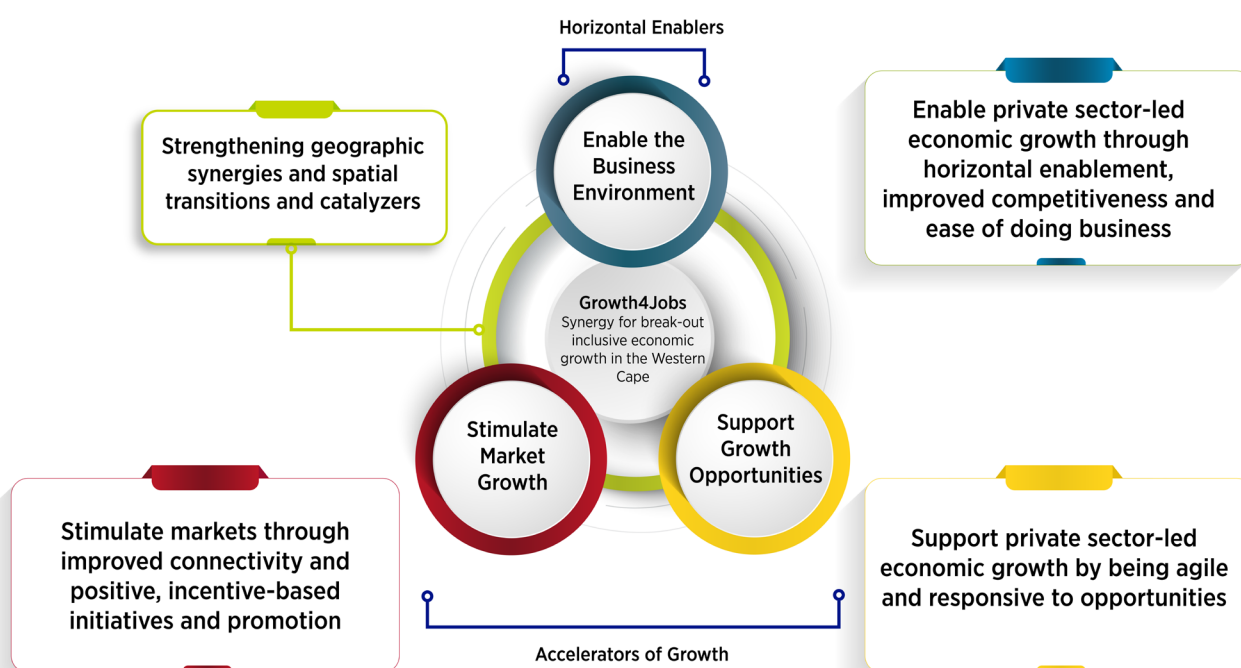 Horizontal Enablers
Strengthening geographic
synergies and spatial
transitions and catalyzers
Enable the
Business
Environment
Enable private sector-led
economic growth through
horizontal enablement,
improved competitiveness and
ease of doing business
Growth4Jobs
Synergy for break-out
inclusive economic
growth in the Western
Cape
Stimulate
Market
Growth
Support
Growth
Opportunities
Stimulate markets through
improved connectivity and
positive, incentive-based
initiatives and promotion
Support private sector-led
economic growth by being agile
and responsive to opportunities
Accelerators of Growth